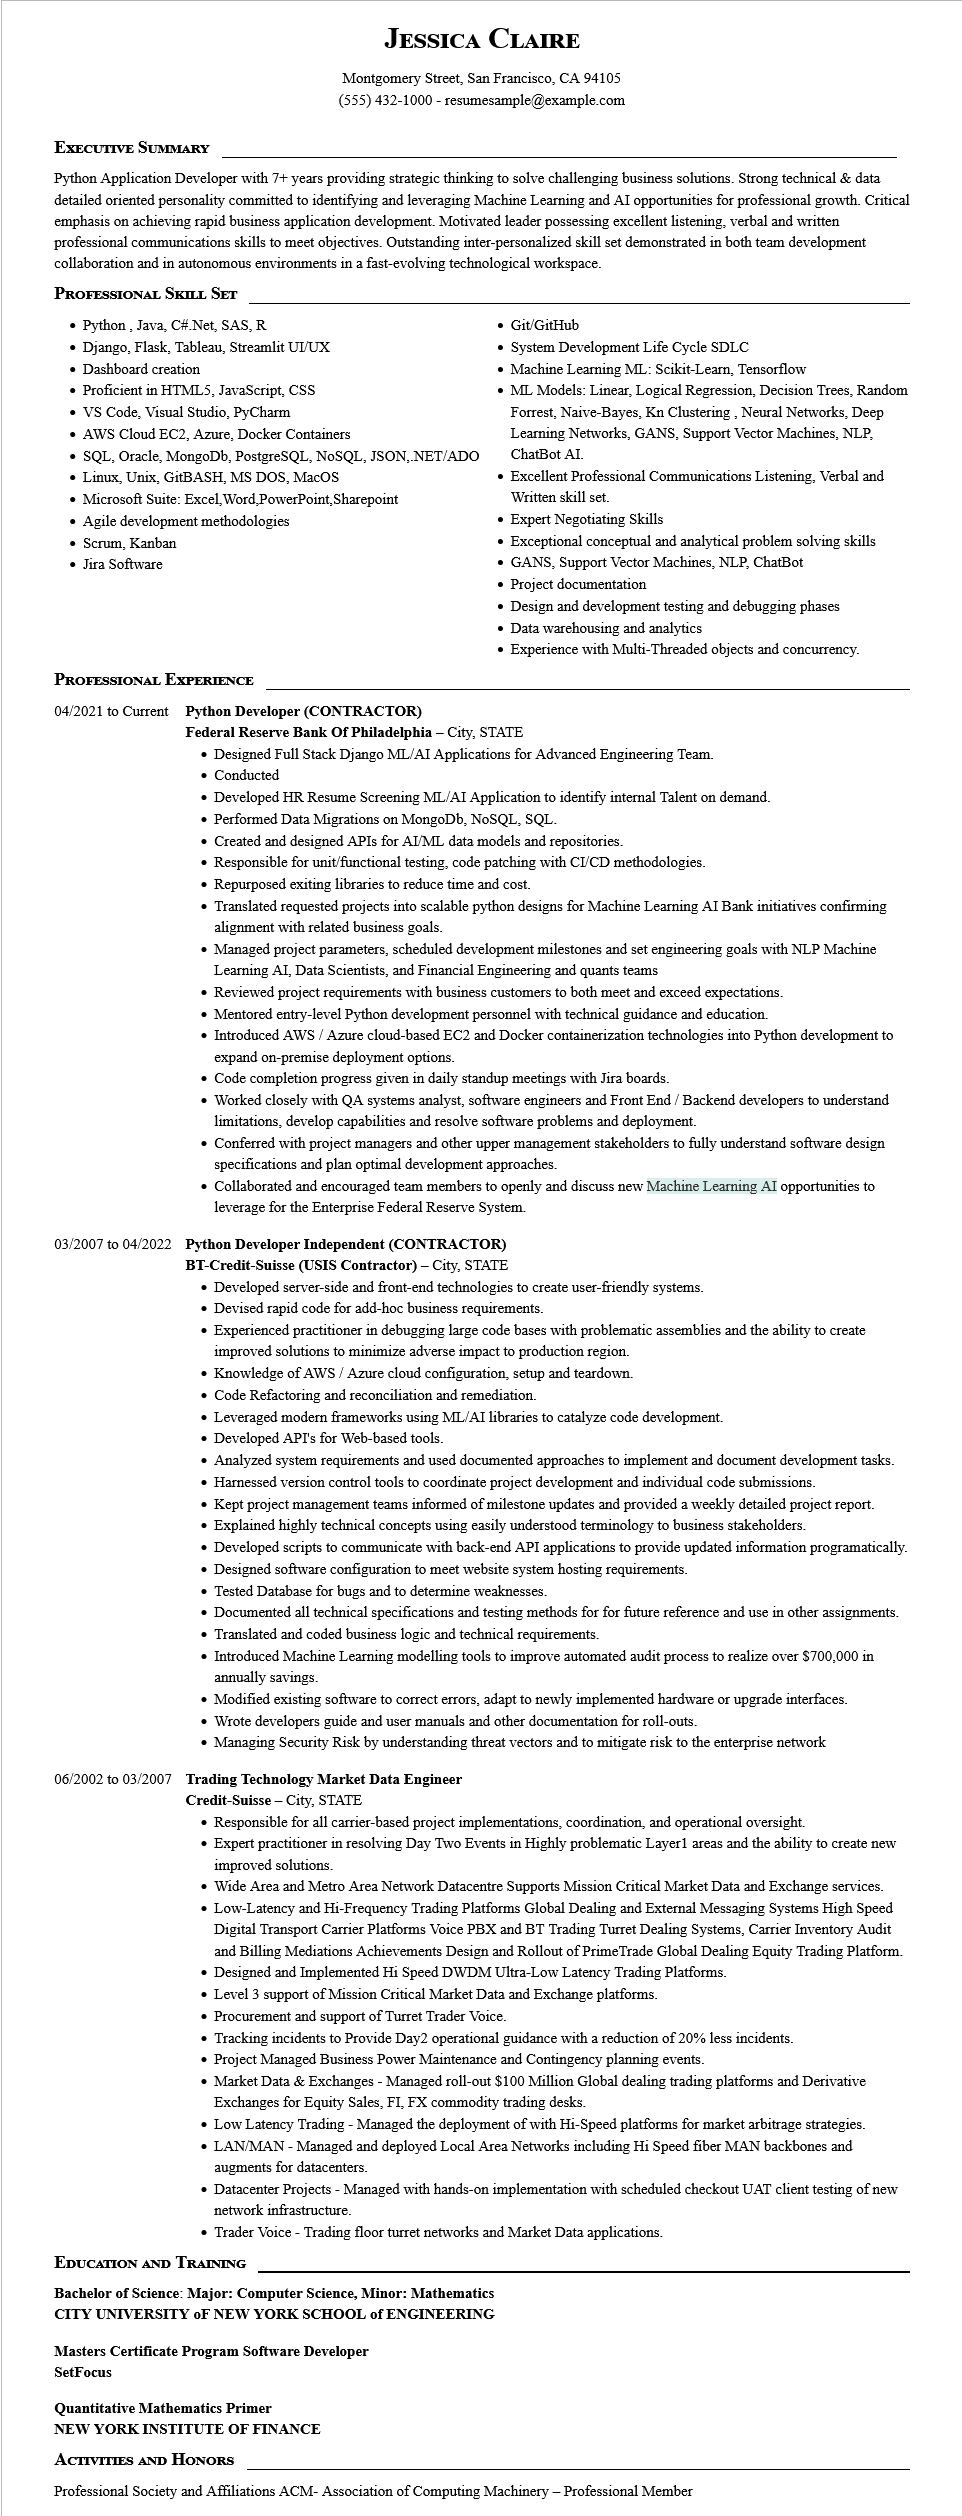 Jessica Claire
Montgomery Street, San Francisco, CA 94105
(555) 432-1000 - resumesample@example.com
Executive Summary
Python Application Developer with 7+ years providing strategic thinking to solve challenging business solutions. Strong technical & data
detailed oriented personality committed to identifying and leveraging Machine Learning and AI opportunities for professional growth. Critical
emphasis on achieving rapid business application development. Motivated leader possessing excellent listening, verbal and written
professional communications skills to meet objectives. Outstanding inter-personalized skill set demonstrated in both team development
collaboration and in autonomous environments in a fast-evolving technological workspace.
Professional Skill Set
• Python , Java, C#.Net, SAS, R
• Django, Flask, Tableau, Streamlit UI/UX
• Dashboard creation
• Proficient in HTML5, JavaScript, CSS
• VS Code, Visual Studio, PyCharm
• AWS Cloud EC2, Azure, Docker Containers
• SQL, Oracle, MongoDb, PostgreSQL, NoSQL, JSON,.NET/ADO
• Linux, Unix, GitBASH, MS DOS, MacOS
• Microsoft Suite: Excel,Word,PowerPoint,Sharepoint
• Agile development methodologies
• Scrum, Kanban
• Jira Software
• Git/GitHub
• System Development Life Cycle SDLC
• Machine Learning ML: Scikit-Learn, Tensorflow
• ML Models: Linear, Logical Regression, Decision Trees, Random
Forrest, Naive-Bayes, Kn Clustering , Neural Networks, Deep
Learning Networks, GANS, Support Vector Machines, NLP,
ChatBot AI.
• Excellent Professional Communications Listening, Verbal and
Written skill set.
• Expert Negotiating Skills
• Exceptional conceptual and analytical problem solving skills
• GANS, Support Vector Machines, NLP, ChatBot
• Project documentation
• Design and development testing and debugging phases
• Data warehousing and analytics
• Experience with Multi-Threaded objects and concurrency.
Professional Experience
04/2021 to Current Python Developer (CONTRACTOR)
Federal Reserve Bank Of Philadelphia – City, STATE
• Designed Full Stack Django ML/AI Applications for Advanced Engineering Team.
• Conducted
• Developed HR Resume Screening ML/AI Application to identify internal Talent on demand.
• Performed Data Migrations on MongoDb, NoSQL, SQL.
• Created and designed APIs for AI/ML data models and repositories.
• Responsible for unit/functional testing, code patching with CI/CD methodologies.
• Repurposed exiting libraries to reduce time and cost.
• Translated requested projects into scalable python designs for Machine Learning AI Bank initiatives confirming
alignment with related business goals.
• Managed project parameters, scheduled development milestones and set engineering goals with NLP Machine
Learning AI, Data Scientists, and Financial Engineering and quants teams
• Reviewed project requirements with business customers to both meet and exceed expectations.
• Mentored entry-level Python development personnel with technical guidance and education.
• Introduced AWS / Azure cloud-based EC2 and Docker containerization technologies into Python development to
expand on-premise deployment options.
• Code completion progress given in daily standup meetings with Jira boards.
• Worked closely with QA systems analyst, software engineers and Front End / Backend developers to understand
limitations, develop capabilities and resolve software problems and deployment.
• Conferred with project managers and other upper management stakeholders to fully understand software design
specifications and plan optimal development approaches.
• Collaborated and encouraged team members to openly and discuss new Machine Learning AI opportunities to
leverage for the Enterprise Federal Reserve System.
03/2007 to 04/2022 Python Developer Independent (CONTRACTOR)
BT-Credit-Suisse (USIS Contractor) – City, STATE
• Developed server-side and front-end technologies to create user-friendly systems.
• Devised rapid code for add-hoc business requirements.
• Experienced practitioner in debugging large code bases with problematic assemblies and the ability to create
improved solutions to minimize adverse impact to production region.
• Knowledge of AWS / Azure cloud configuration, setup and teardown.
• Code Refactoring and reconciliation and remediation.
• Leveraged modern frameworks using ML/AI libraries to catalyze code development.
• Developed API's for Web-based tools.
• Analyzed system requirements and used documented approaches to implement and document development tasks.
• Harnessed version control tools to coordinate project development and individual code submissions.
• Kept project management teams informed of milestone updates and provided a weekly detailed project report.
• Explained highly technical concepts using easily understood terminology to business stakeholders.
• Developed scripts to communicate with back-end API applications to provide updated information programatically.
• Designed software configuration to meet website system hosting requirements.
• Tested Database for bugs and to determine weaknesses.
• Documented all technical specifications and testing methods for for future reference and use in other assignments.
• Translated and coded business logic and technical requirements.
• Introduced Machine Learning modelling tools to improve automated audit process to realize over $700,000 in
annually savings.
• Modified existing software to correct errors, adapt to newly implemented hardware or upgrade interfaces.
• Wrote developers guide and user manuals and other documentation for roll-outs.
• Managing Security Risk by understanding threat vectors and to mitigate risk to the enterprise network
06/2002 to 03/2007 Trading Technology Market Data Engineer
Credit-Suisse – City, STATE
• Responsible for all carrier-based project implementations, coordination, and operational oversight.
• Expert practitioner in resolving Day Two Events in Highly problematic Layer1 areas and the ability to create new
improved solutions.
• Wide Area and Metro Area Network Datacentre Supports Mission Critical Market Data and Exchange services.
• Low-Latency and Hi-Frequency Trading Platforms Global Dealing and External Messaging Systems High Speed
Digital Transport Carrier Platforms Voice PBX and BT Trading Turret Dealing Systems, Carrier Inventory Audit
and Billing Mediations Achievements Design and Rollout of PrimeTrade Global Dealing Equity Trading Platform.
• Designed and Implemented Hi Speed DWDM Ultra-Low Latency Trading Platforms.
• Level 3 support of Mission Critical Market Data and Exchange platforms.
• Procurement and support of Turret Trader Voice.
• Tracking incidents to Provide Day2 operational guidance with a reduction of 20% less incidents.
• Project Managed Business Power Maintenance and Contingency planning events.
• Market Data & Exchanges - Managed roll-out $100 Million Global dealing trading platforms and Derivative
Exchanges for Equity Sales, FI, FX commodity trading desks.
• Low Latency Trading - Managed the deployment of with Hi-Speed platforms for market arbitrage strategies.
• LAN/MAN - Managed and deployed Local Area Networks including Hi Speed fiber MAN backbones and
augments for datacenters.
• Datacenter Projects - Managed with hands-on implementation with scheduled checkout UAT client testing of new
network infrastructure.
• Trader Voice - Trading floor turret networks and Market Data applications.
Education and Training
Bachelor of Science: Major: Computer Science, Minor: Mathematics
CITY UNIVERSITY oF NEW YORK SCHOOL of ENGINEERING
Masters Certificate Program Software Developer
SetFocus
Quantitative Mathematics Primer
NEW YORK INSTITUTE OF FINANCE
Activities and Honors
Professional Society and Affiliations ACM- Association of Computing Machinery – Professional Member